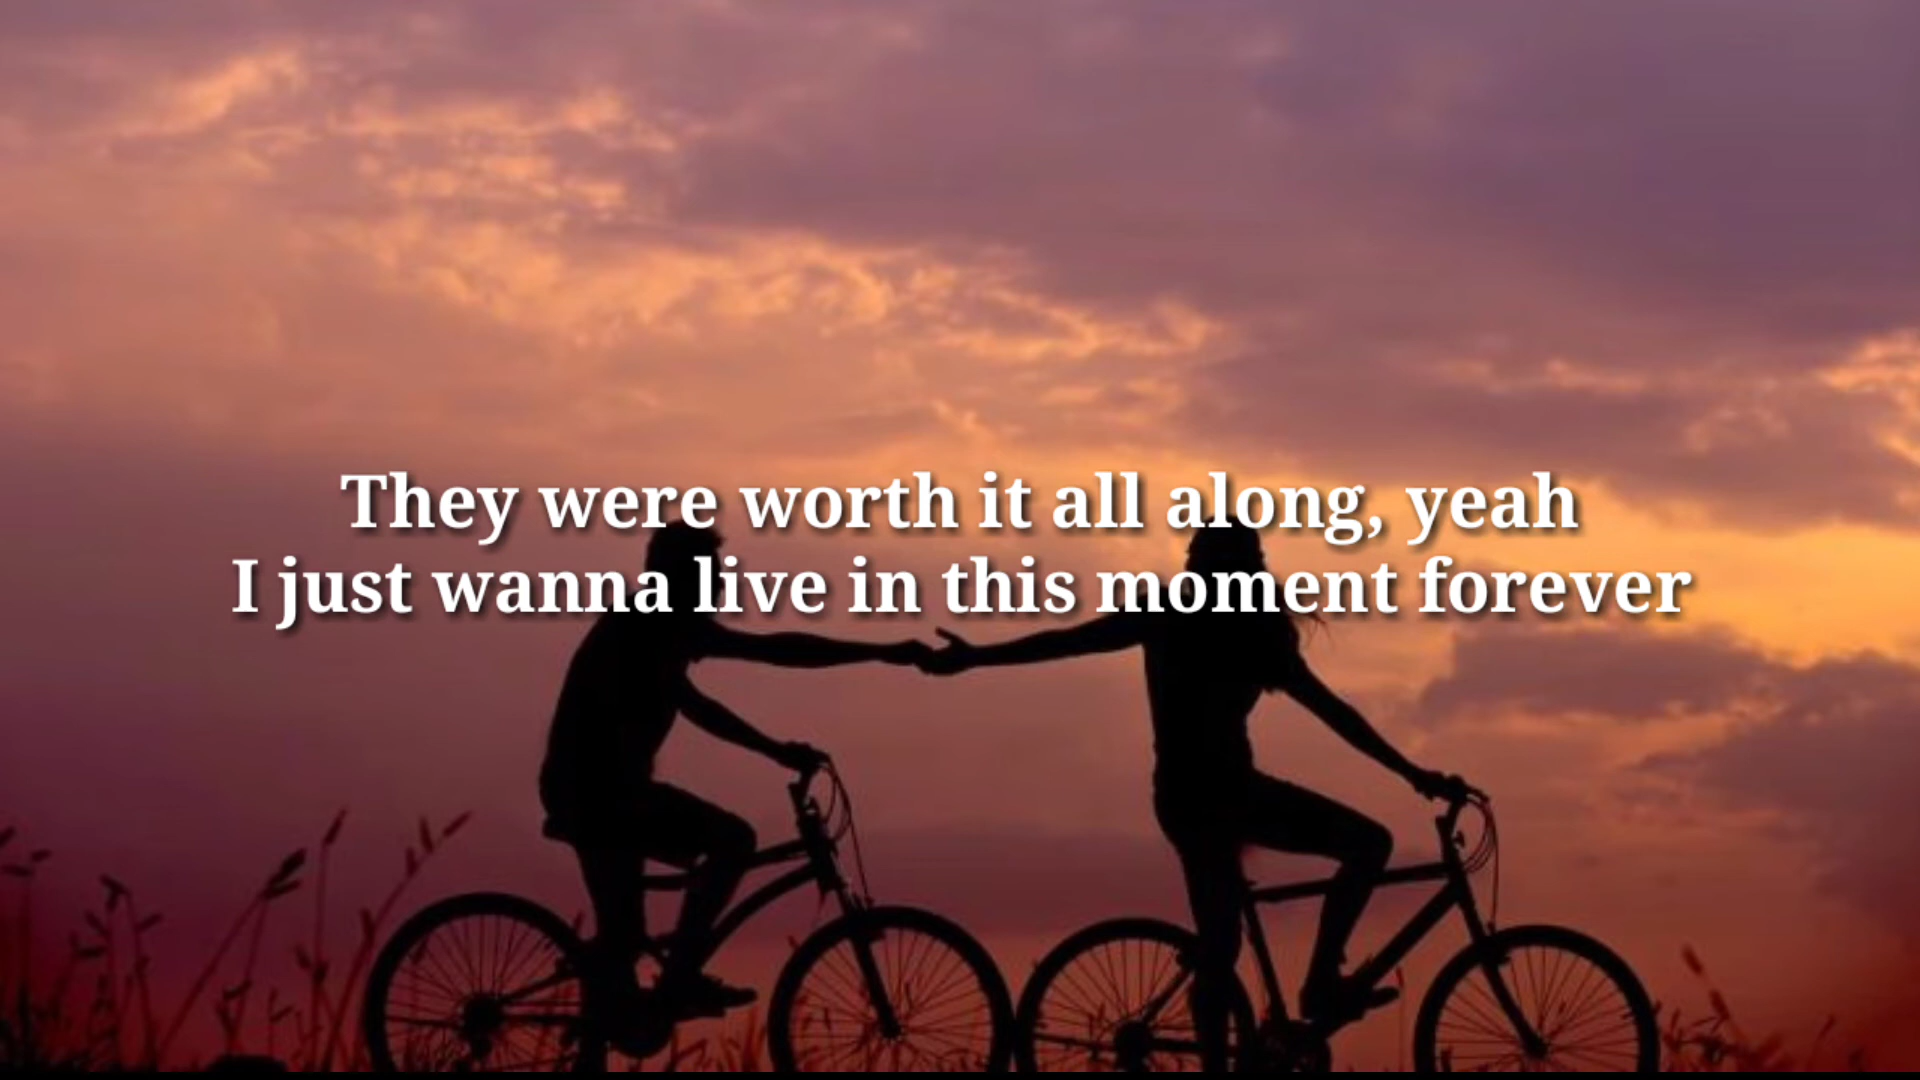 They were worth it all along, yeah
I just wanna live in this moment forever